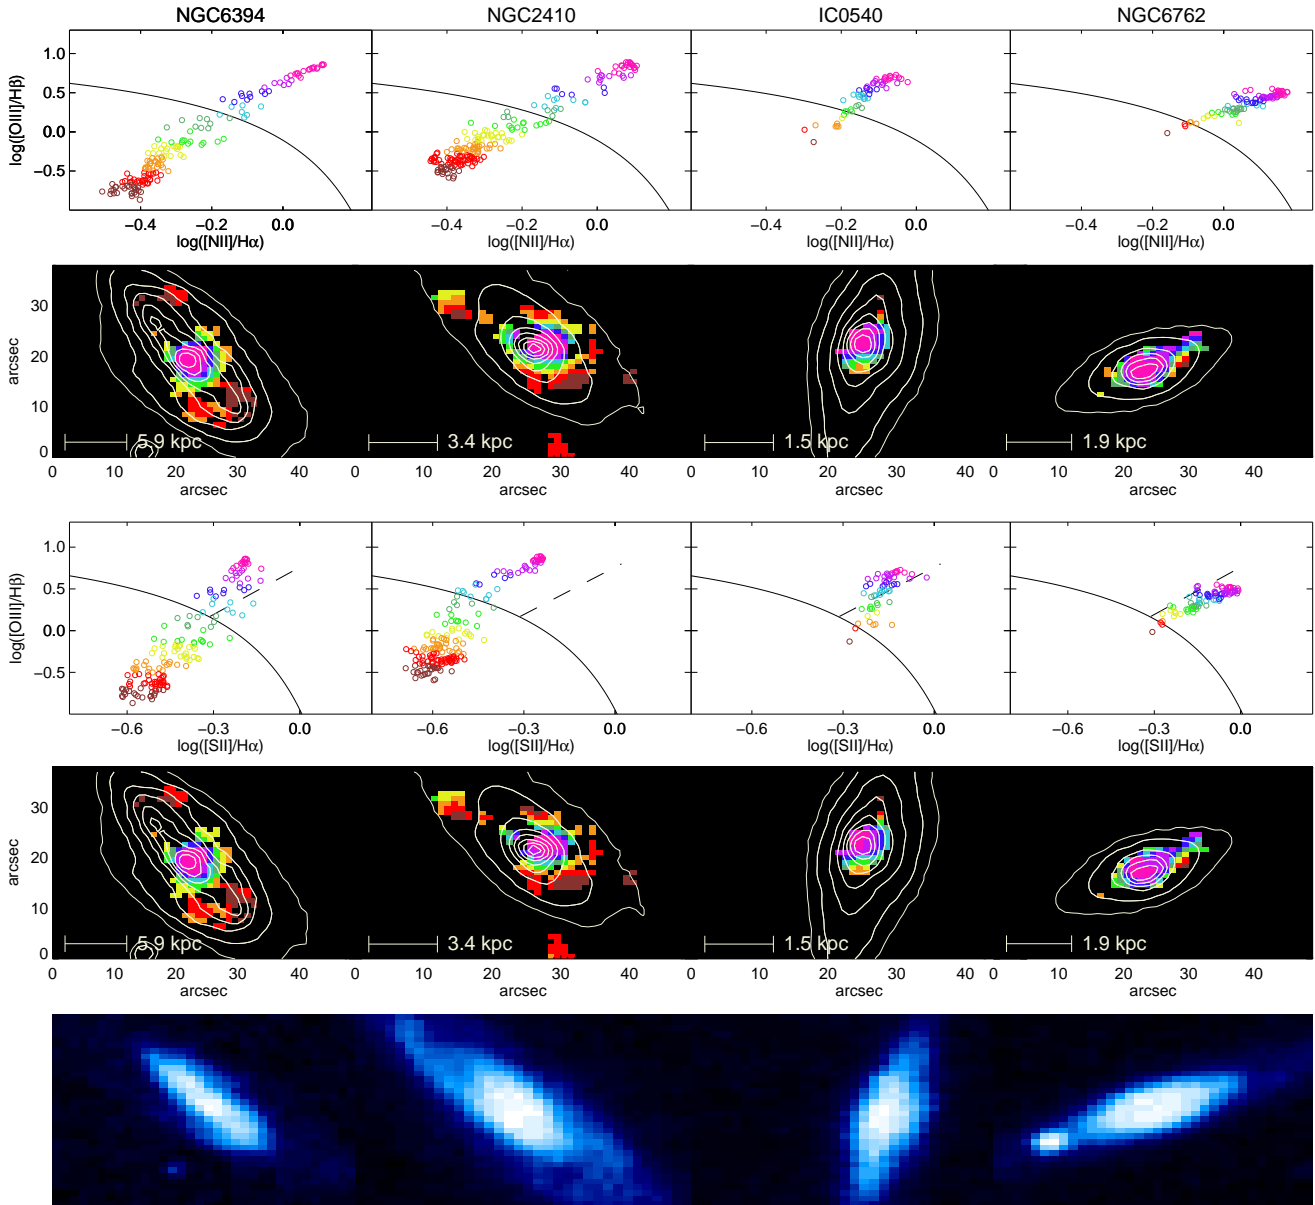 NGC6394 NGC2410 IC0540 NGC6762
log([OIII]/Hβ)
1.0
0.5
0.0
−0.5
−0.4 −0.2 0.0 −0.4 −0.2 0.0 −0.4 −0.2 0.0 −0.4 −0.2 0.0
log([NII]/Hα) log([NII]/Hα) log([NII]/Hα) log([NII]/Hα)
arcsec
30
20
10
0
5.9 kpc 3.4 kpc 1.5 kpc 1.9 kpc
0 10 20 30 40 0 10 20 30 40 0 10 20 30 40 0 10 20 30 40
arcsec arcsec arcsec arcsec
log([OIII]/Hβ)
1.0
0.5
0.0
−0.5
−0.6 −0.3 0.0 −0.6 −0.3 0.0 −0.6 −0.3 0.0 −0.6 −0.3 0.0
log([SII]/Hα) log([SII]/Hα) log([SII]/Hα) log([SII]/Hα)
arcsec
30
20
10
0
5.9 kpc 3.4 kpc 1.5 kpc 1.9 kpc
0 10 20 30 40 0 10 20 30 40 0 10 20 30 40 0 10 20 30 40
arcsec arcsec arcsec arcsec